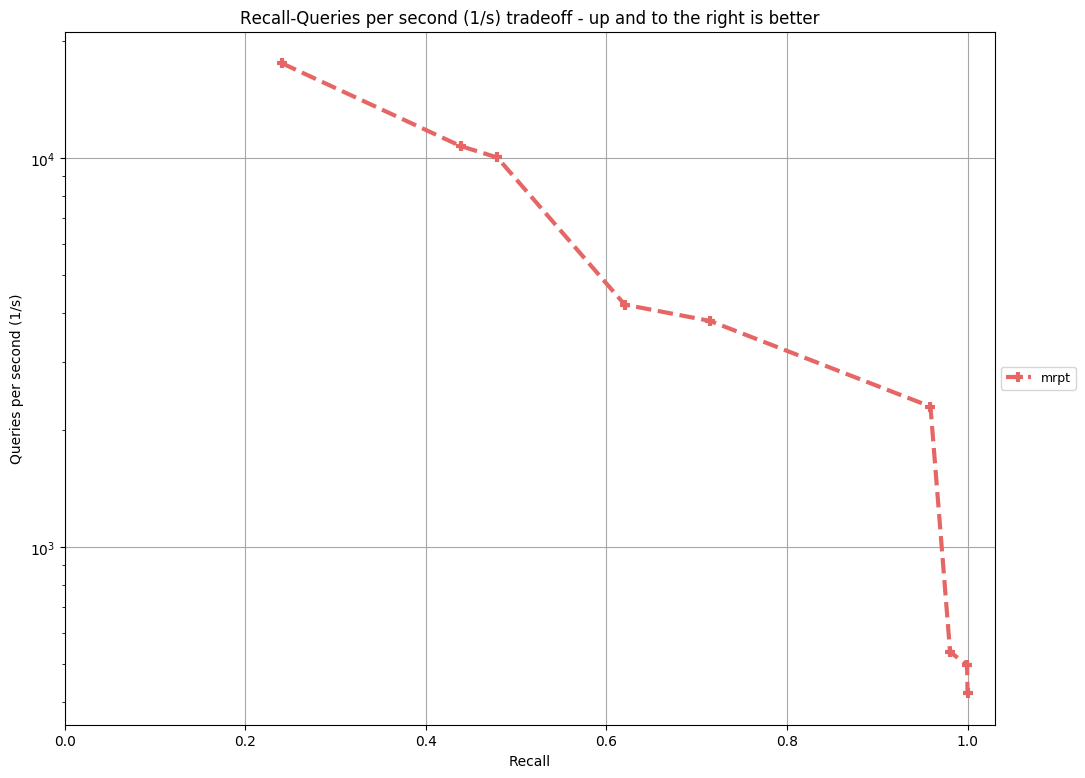 Recall-Queries per second (1/s) tradeoff - up and to the right is better
Queries per second (1/s)
10^4
10^3
mrpt
0.0 0.2 0.4 0.6 0.8 1.0
Recall